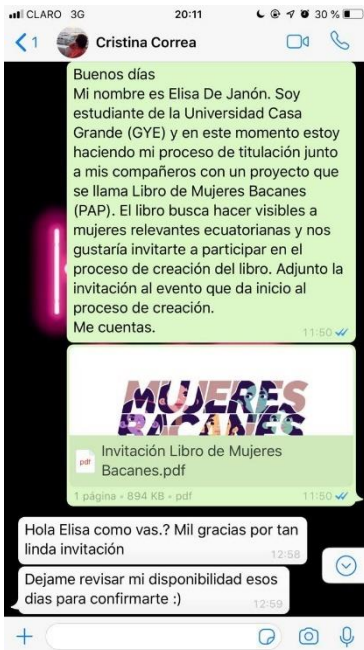 CLARO 3G 20:11 30 %
1 Cristina Correa
Buenos días
Mi nombre es Elisa De Janón. Soy
estudiante de la Universidad Casa
Grande (GYE) y en este momento estoy
haciendo mi proceso de titulación junto
a mis compañeros con un proyecto que
se llama Libro de Mujeres Bacanes
(PAP). El libro busca hacer visibles a
mujeres relevantes ecuatorianas y nos
gustaría invitarte a participar en el
proceso de creación del libro. Adjunto la
invitación al evento que da inicio al
proceso de creación.
Me cuentas.
11:50
MUJERES
BACANES
pdf
Invitación Libro de Mujeres
Bacanes.pdf
1 página • 894 KB • pdf 11:50
Hola Elisa como vas.? Mil gracias por tan
linda invitación
12:58
Dejame revisar mi disponibilidad esos
dias para confirmarte :)
12:59